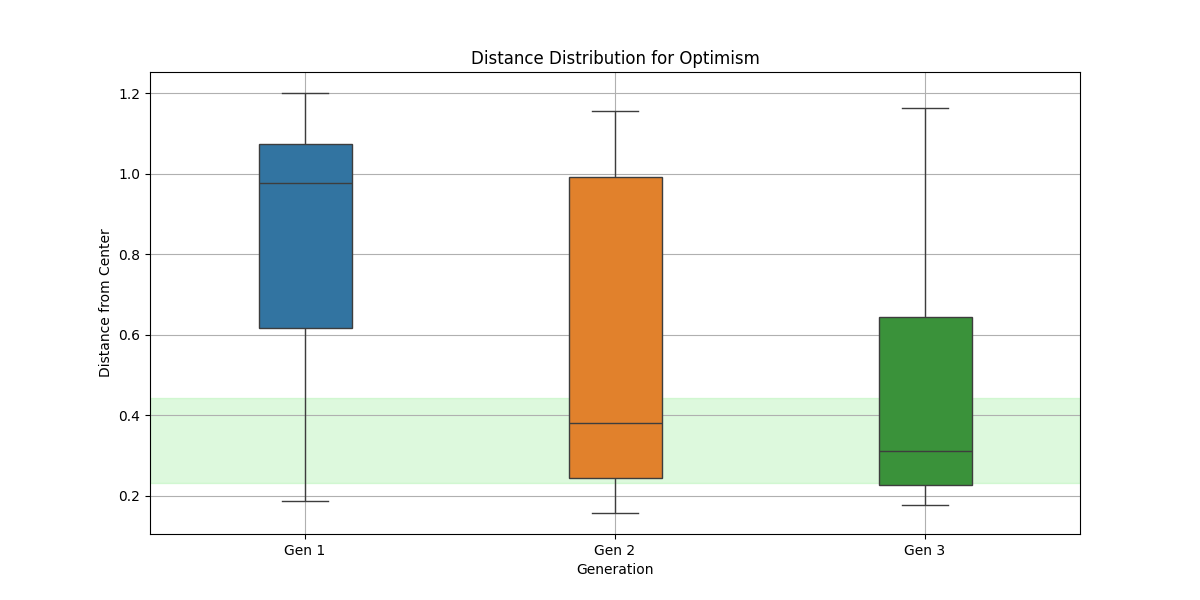 Distance Distribution for Optimism
Distance from Center
1.2
1.0
0.8
0.6
0.4
0.2
Gen 1
Gen 2
Gen 3
Generation